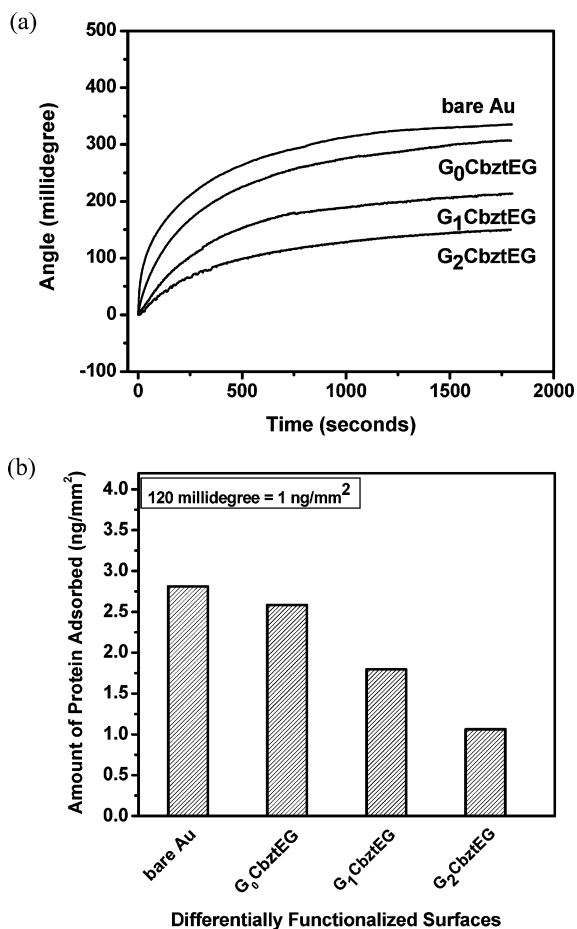 (a)
500
400
300
200
100
0
-100
Angle (millidegree)
bare Au
G₀CbztEG
G₁CbztEG
G₂CbztEG
0 500 1000 1500 2000
Time (seconds)
(b)
120 millidegree = 1 ng/mm²
4.0
3.5
3.0
2.5
2.0
1.5
1.0
0.5
0.0
Amount of Protein Adsorbed (ng/mm²)
bare Au
G₀CbztEG
G₁CbztEG
G₂CbztEG
Differentially Functionalized Surfaces